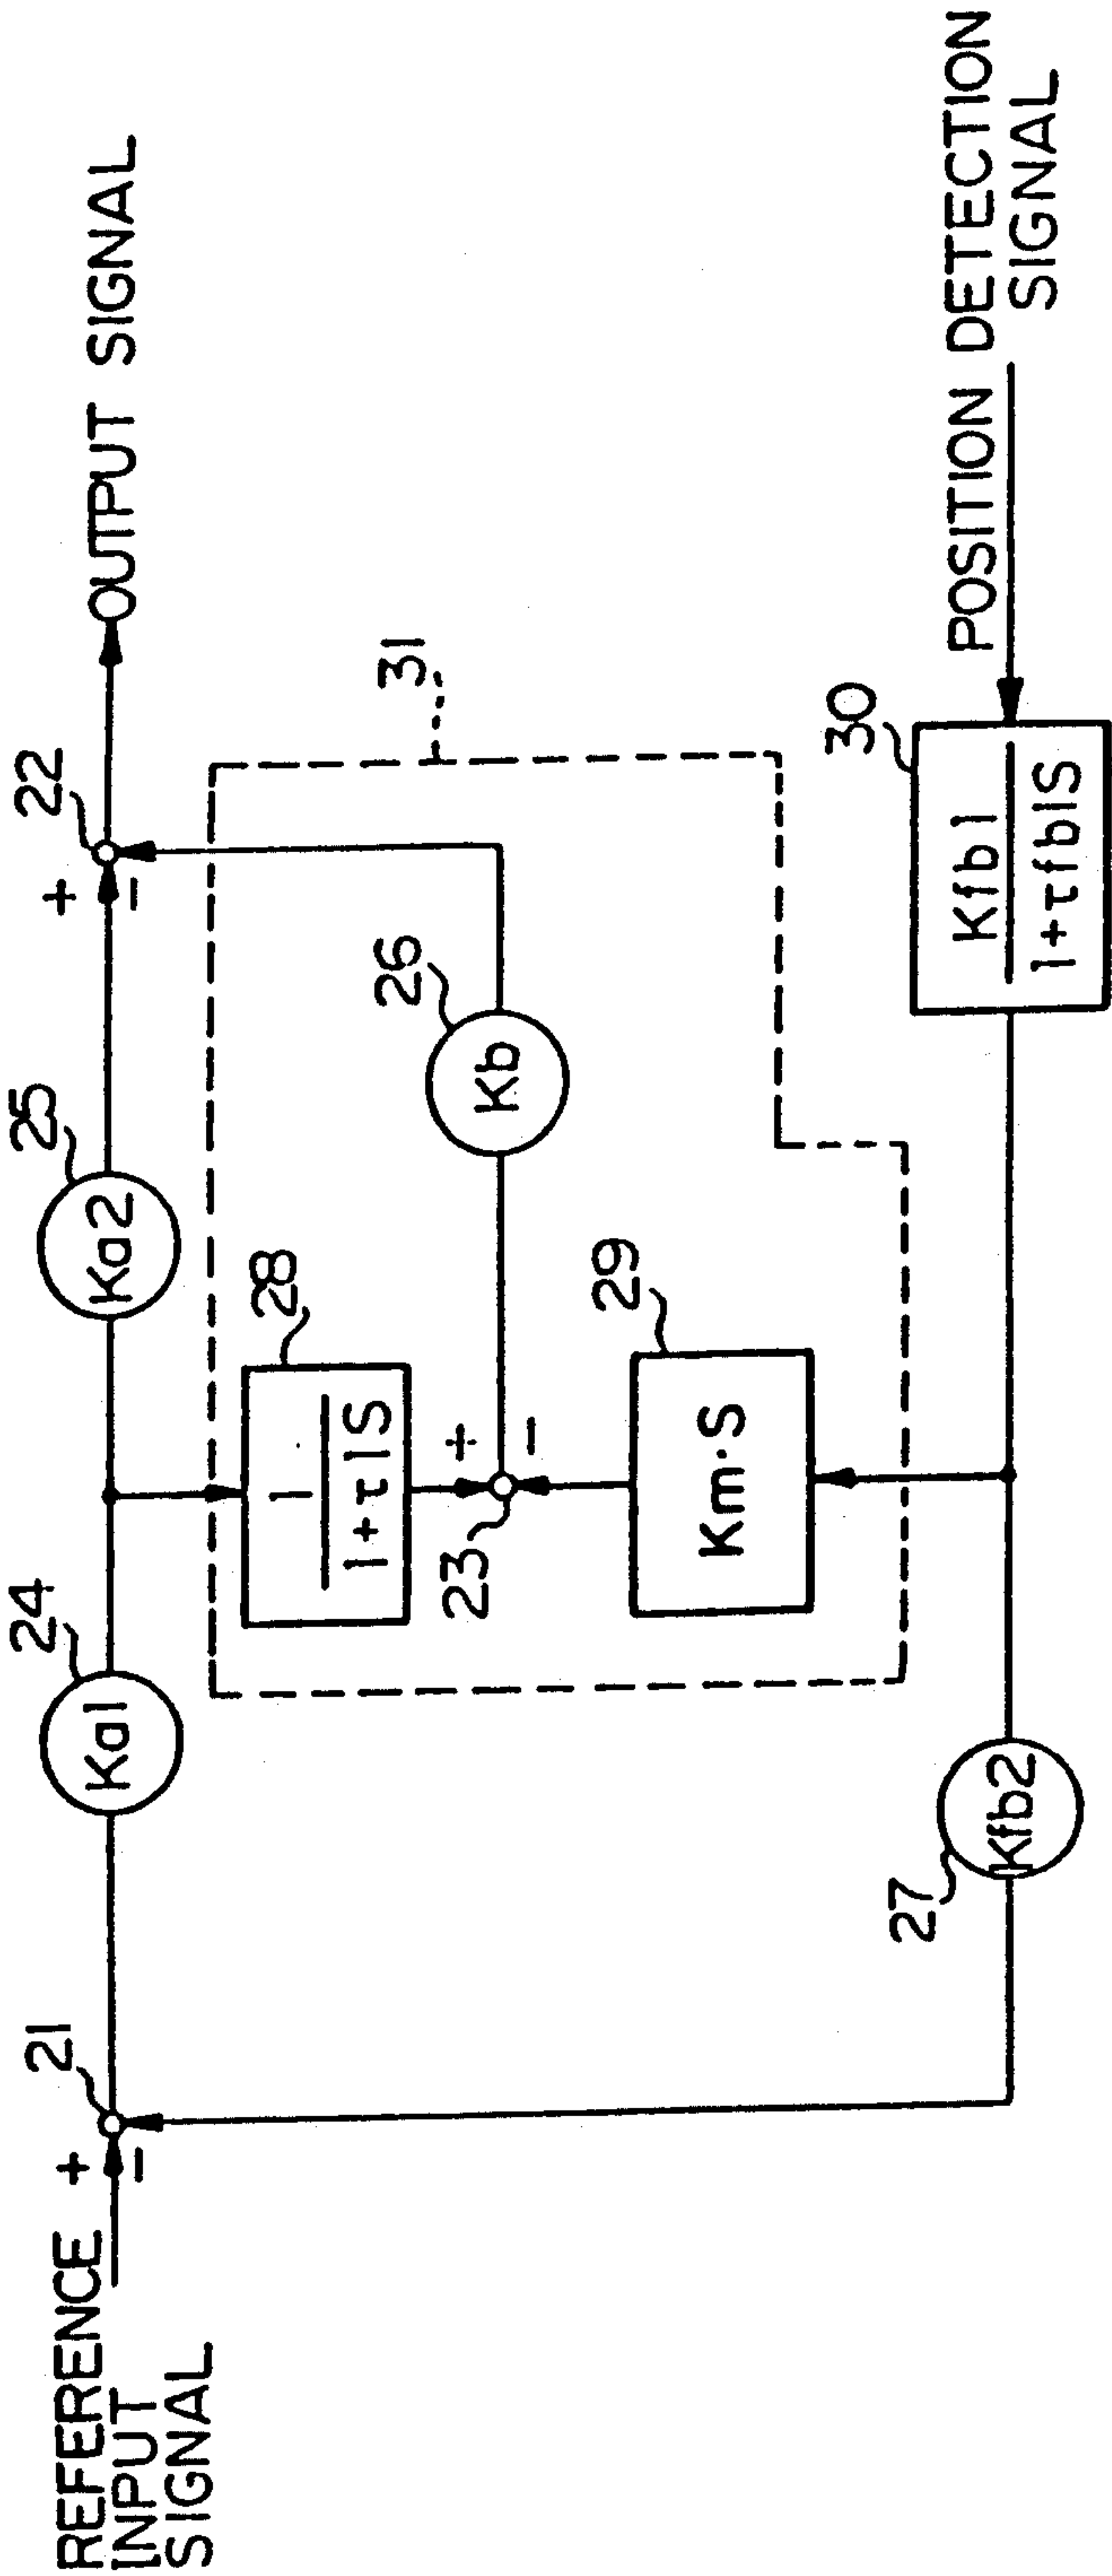 REFERENCE
INPUT
SIGNAL
+
−
21
24
Ka1
25
Ka2
22
+
−
OUTPUT SIGNAL
28
1
1+τ1S
31
23
+
−
26
Kb
29
Km·S
27
Kfb2
30
Kfb1
1+τfb1S
POSITION DETECTION
SIGNAL